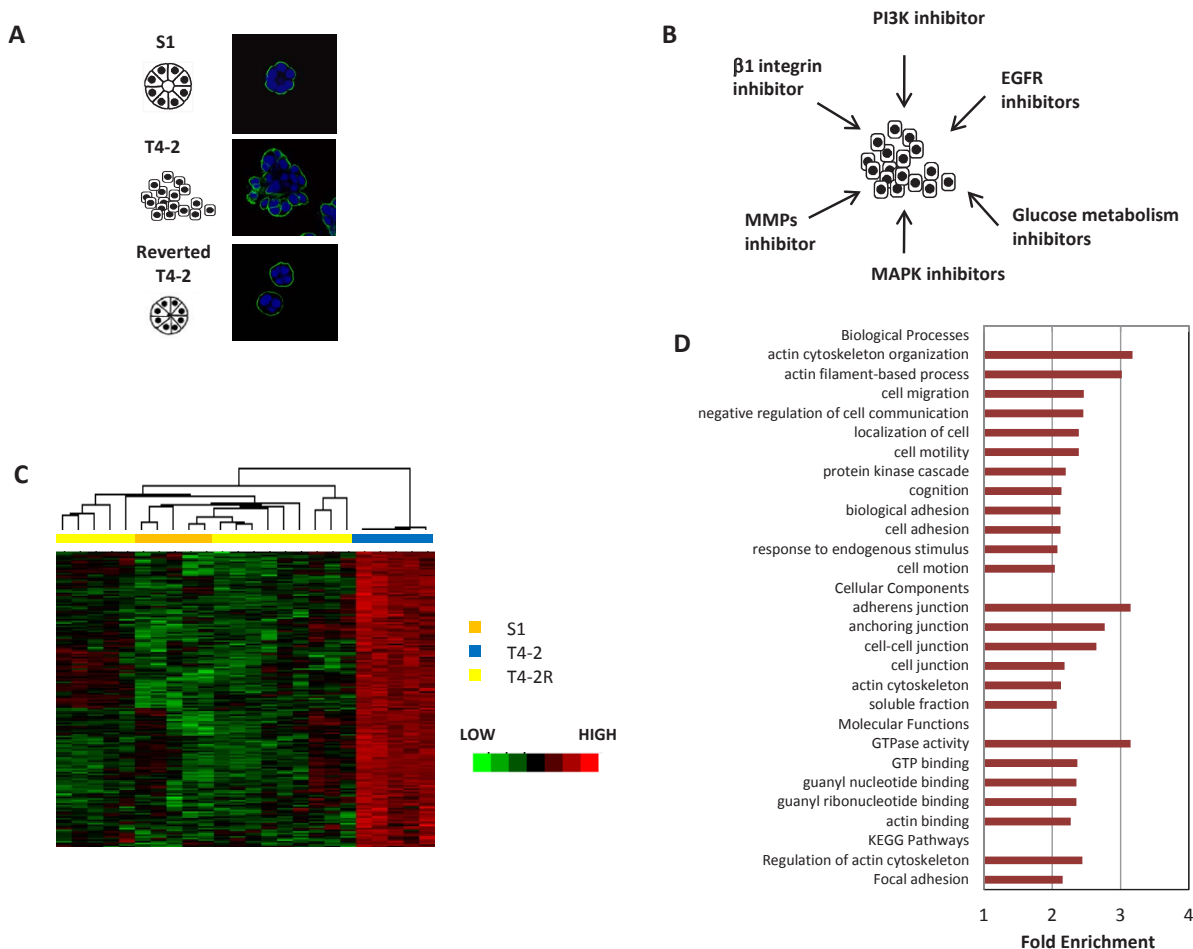 A
S1
T4-2
Reverted
T4-2
B
PI3K inhibitor
β1 integrin
inhibitor
EGFR
inhibitors
MMPs
inhibitor
Glucose metabolism
inhibitors
MAPK inhibitors
C
S1
T4-2
T4-2R
LOW HIGH
D
Biological Processes
actin cytoskeleton organization
actin filament-based process
cell migration
negative regulation of cell communication
localization of cell
cell motility
protein kinase cascade
cognition
biological adhesion
cell adhesion
response to endogenous stimulus
cell motion
Cellular Components
adherens junction
anchoring junction
cell-cell junction
cell junction
actin cytoskeleton
soluble fraction
Molecular Functions
GTPase activity
GTP binding
guanyl nucleotide binding
guanyl ribonucleotide binding
actin binding
KEGG Pathways
Regulation of actin cytoskeleton
Focal adhesion
1 2 3 4
Fold Enrichment